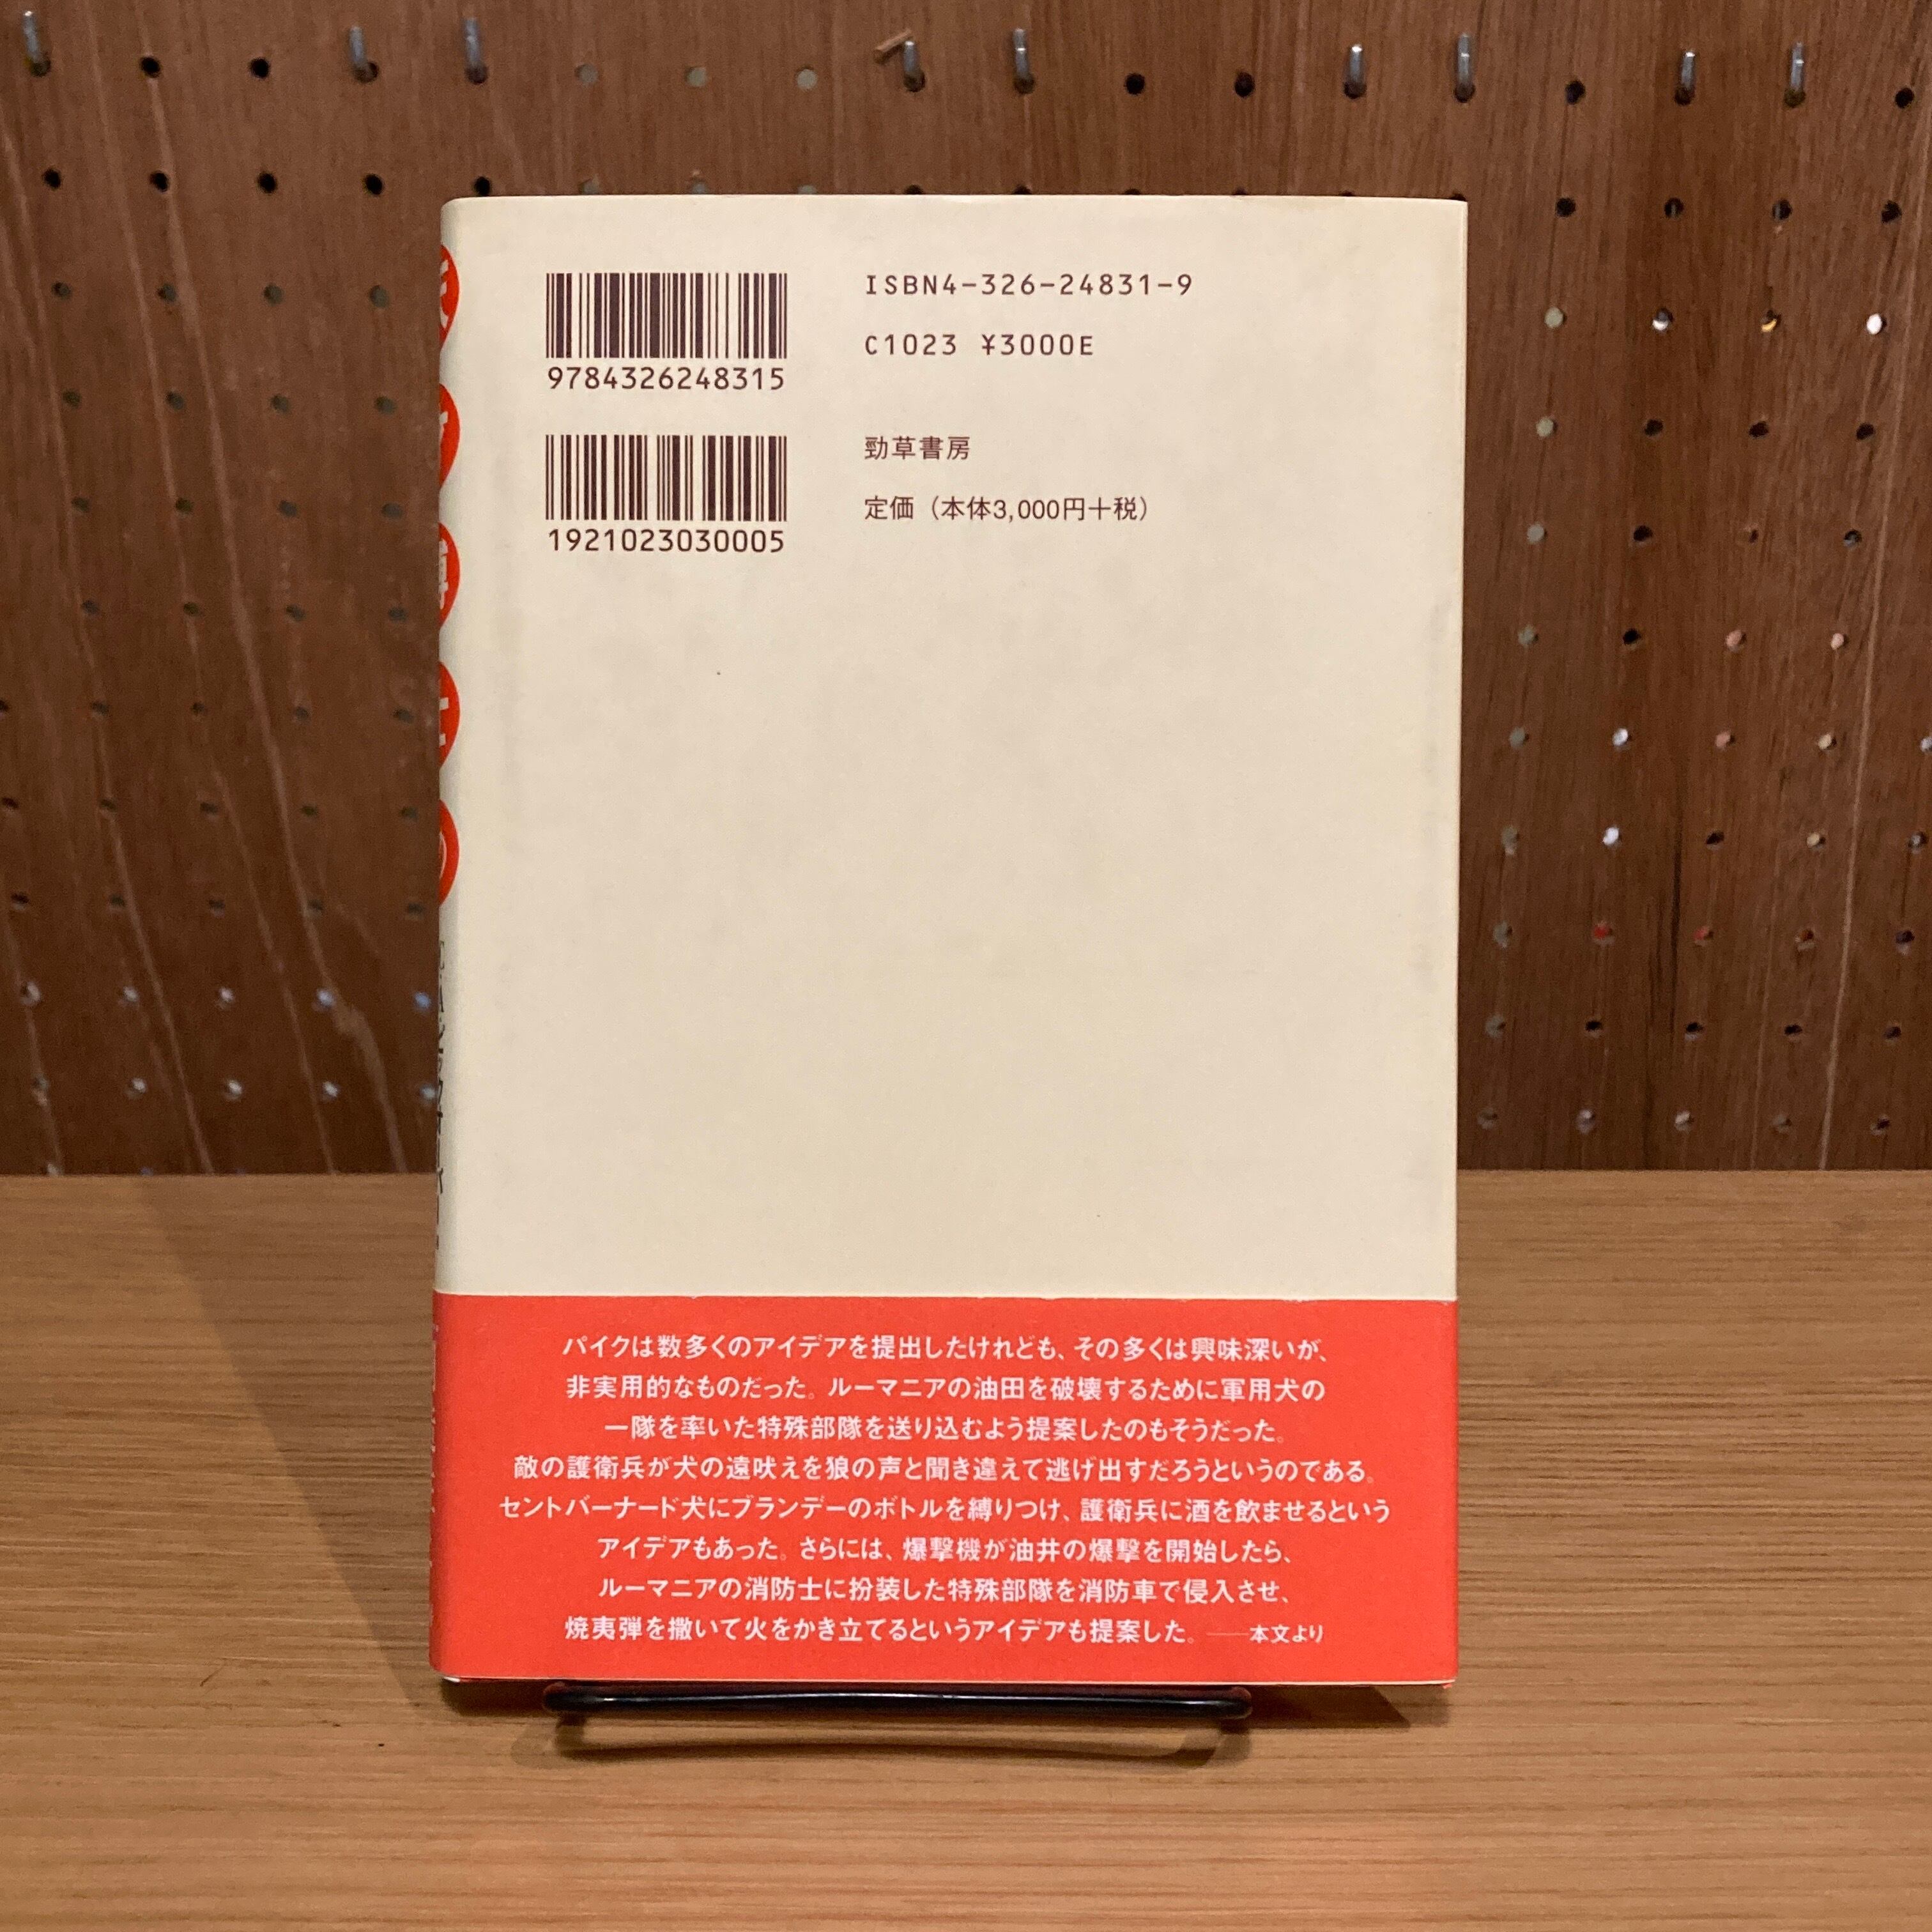 ISBN4-326-24831-9
C1023 ¥3000E
9784326248315
勁草書房
定価（本体3,000円＋税）
1921023030005
パイクは数多くのアイデアを提出したけれども、その多くは興味深いが、
非実用的なものだった。ルーマニアの油田を破壊するために軍用犬の
一隊を率いた特殊部隊を送り込むよう提案したのもそうだった。
敵の護衛兵が犬の遠吠えを狼の声と聞き違えて逃げ出すだろうというのである。
セントバーナード犬にブランデーのボトルを縛りつけ、護衛兵に酒を飲ませるという
アイデアもあった。さらには、爆撃機が油井の爆撃を開始したら、
ルーマニアの消防士に扮装した特殊部隊を消防車で侵入させ、
焼夷弾を撒いて火をかき立てるというアイデアも提案した。――本文より